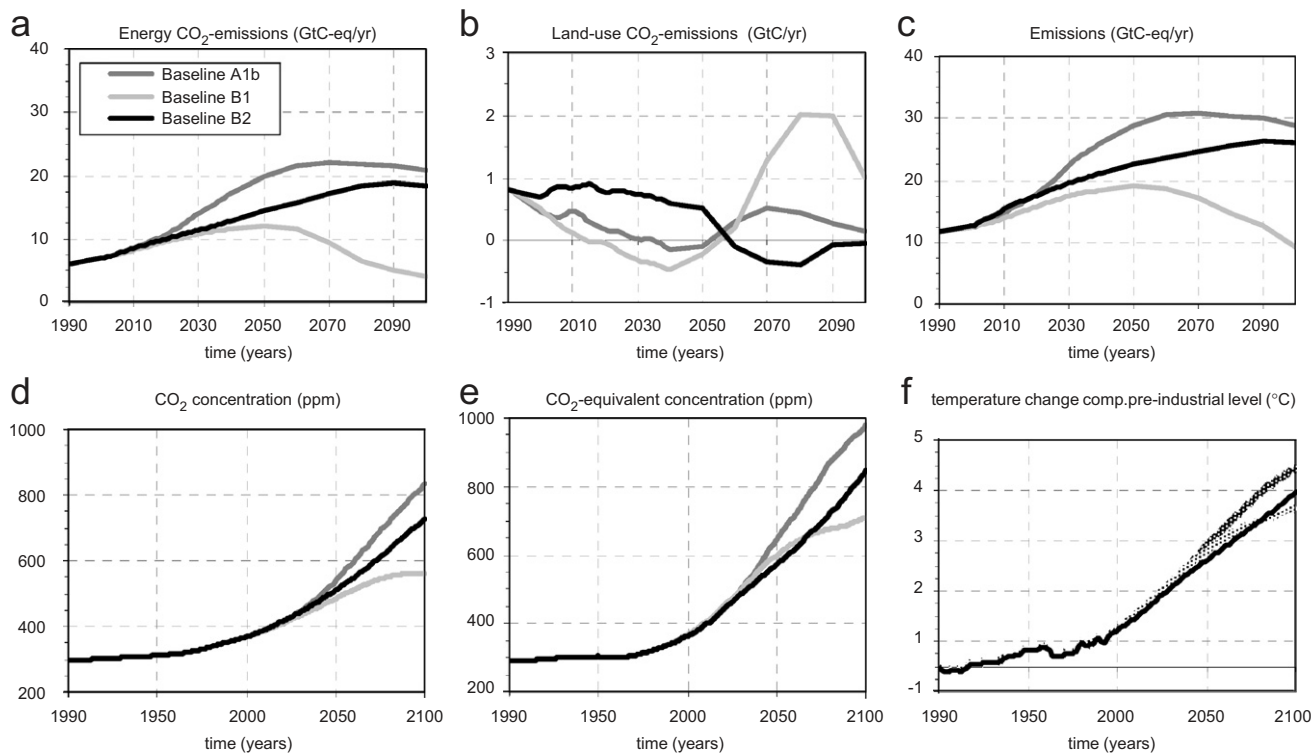 a
Energy CO2-emissions (GtC-eq/yr)
40
30
20
10
0
Baseline A1b
Baseline B1
Baseline B2
1990 2010 2030 2050 2070 2090
time (years)
b
Land-use CO2-emissions (GtC/yr)
3
2
1
0
-1
1990 2010 2030 2050 2070 2090
time (years)
c
Emissions (GtC-eq/yr)
40
30
20
10
0
1990 2010 2030 2050 2070 2090
time (years)
d
CO2 concentration (ppm)
1000
800
600
400
200
1990 1950 2000 2050 2100
time (years)
e
CO2-equivalent concentration (ppm)
1000
800
600
400
200
1990 1950 2000 2050 2100
time (years)
f
temperature change comp.pre-industrial level (°C)
5
4
3
2
1
-1
1990 1950 2000 2050 2100
time (years)